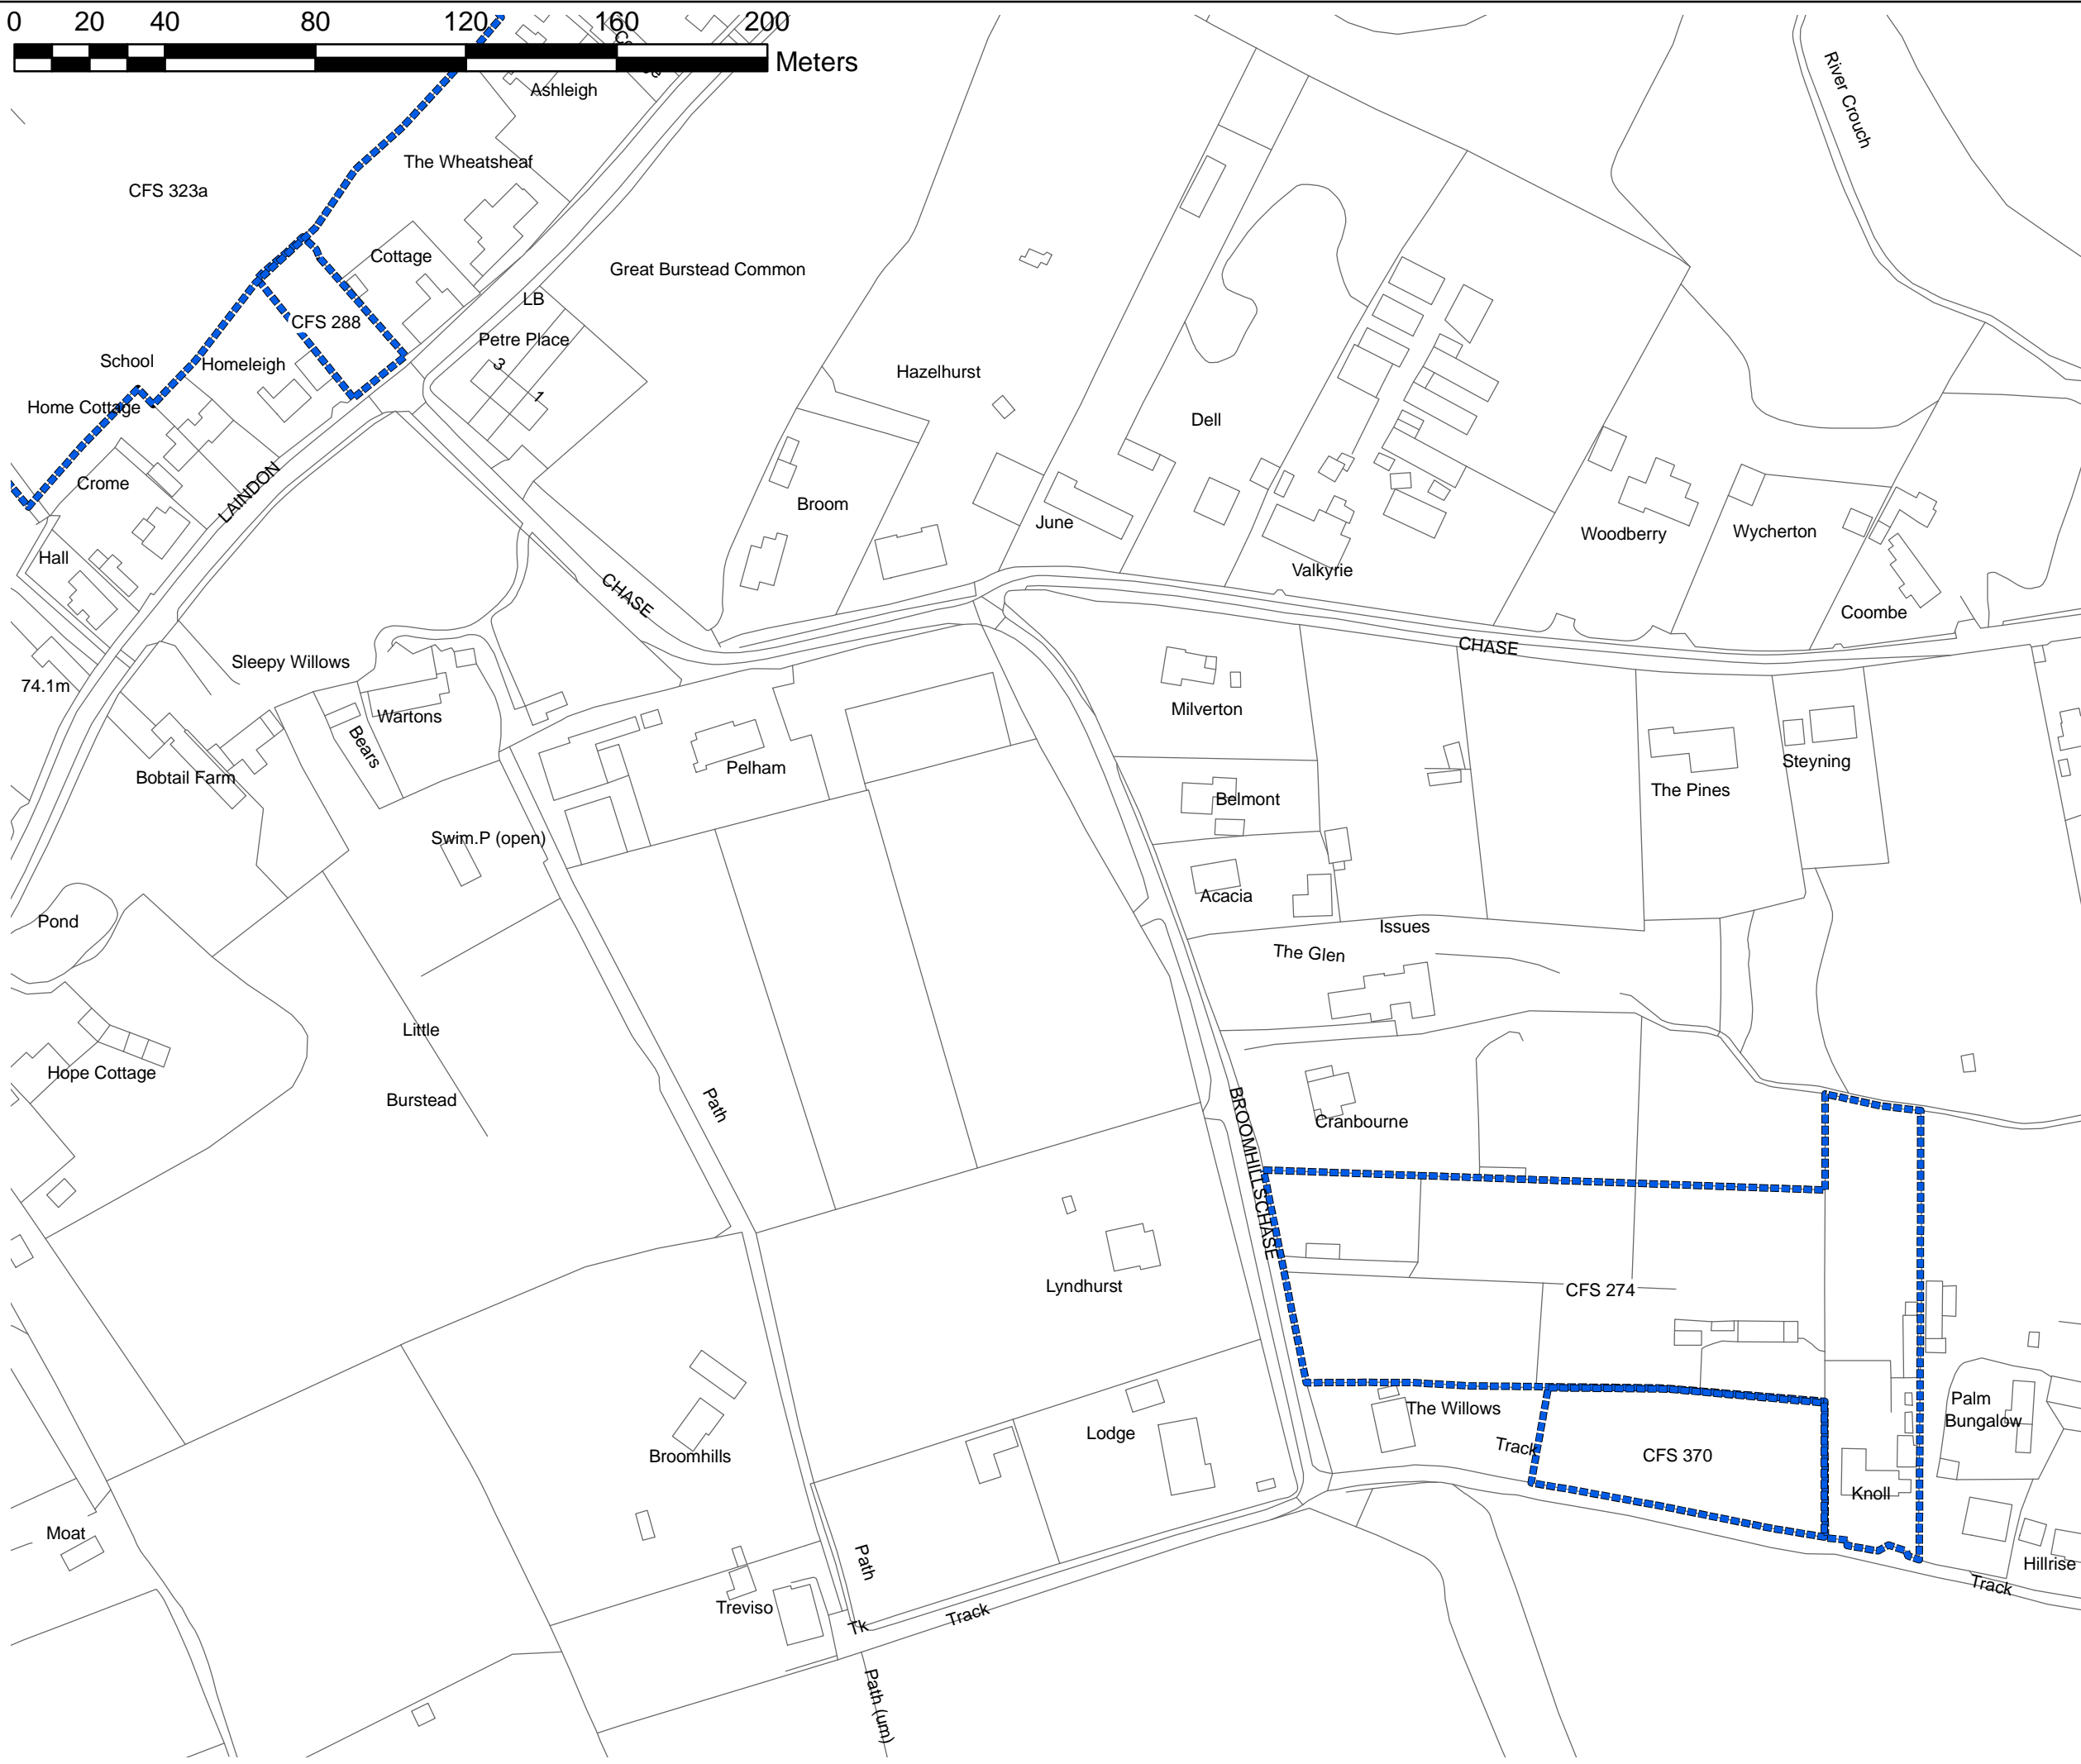 0 20 40 80 120 160 200
Meters
Ashleigh
River Crouch
The Wheatsheaf
CFS 323a
Cottage
Great Burstead Common
LB
CFS 288
Petre Place
3
1
School
Homeleigh
Hazelhurst
Home Cottage
Dell
Crome
LAINDON
Broom
June
Woodberry
Wycherton
Hall
Valkyrie
CHASE
Coombe
CHASE
Sleepy Willows
74.1m
Wartons
Milverton
Bears
Bobtail Farm
Pelham
Steyning
The Pines
Belmont
Swim.P (open)
Acacia
Pond
Issues
The Glen
Little
Hope Cottage
Burstead
Path
Cranbourne
BROOMHILLSCHASE
Lyndhurst
CFS 274
Palm
Bungalow
The Willows
Lodge
Track
CFS 370
Broomhills
Knoll
Moat
Path
Hillrise
Track
Treviso
Track
Tk
Path (um)